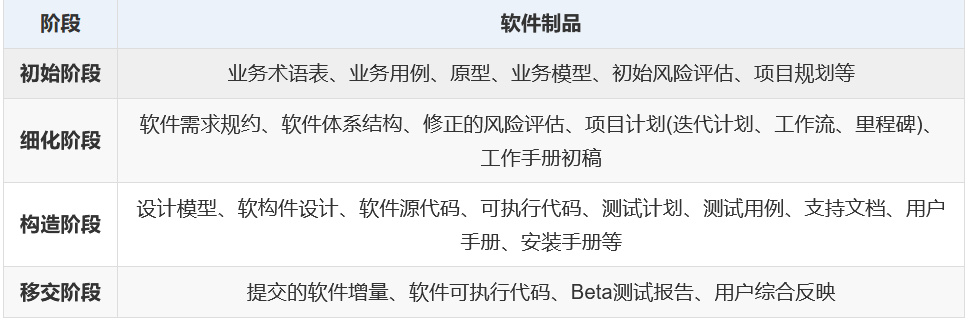 阶段 软件制品
初始阶段 业务术语表、业务用例、原型、业务模型、初始风险评估、项目规划等
细化阶段 软件需求规约、软件体系结构、修正的风险评估、项目计划(迭代计划、工作流、里程碑)、
工作手册初稿
构造阶段 设计模型、软构件设计、软件源代码、可执行代码、测试计划、测试用例、支持文档、用户
手册、安装手册等
移交阶段 提交的软件增量、软件可执行代码、Beta测试报告、用户综合反映